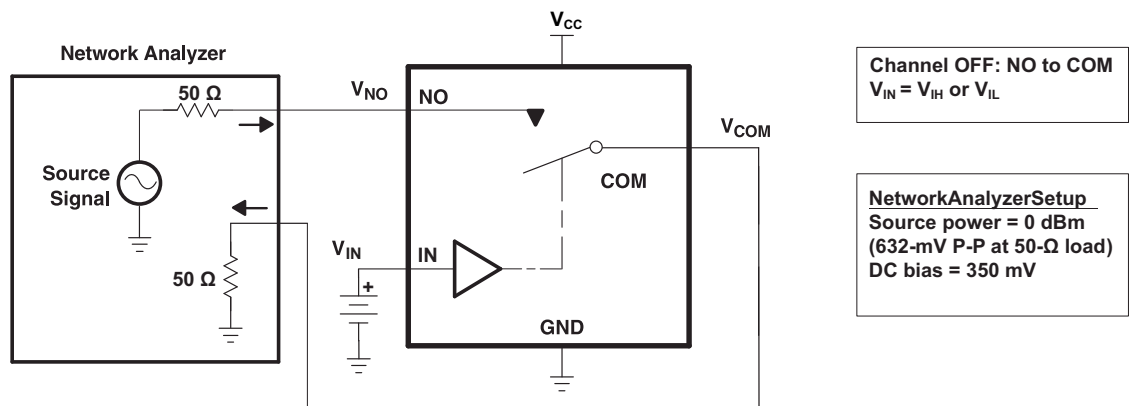 Network Analyzer
50 Ω
Source
Signal
50 Ω
V_NO
NO
V_CC
V_COM
COM
V_IN
IN
+
GND
Channel OFF: NO to COM
V_IN = V_IH or V_IL
NetworkAnalyzerSetup
Source power = 0 dBm
(632-mV P-P at 50-Ω load)
DC bias = 350 mV